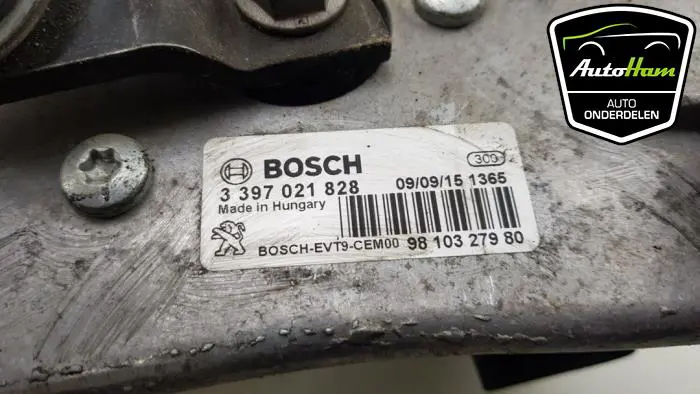 AutoHam
AUTO
ONDERDELEN
BOSCH
300
3 397 021 828
09/09/15 1365
Made in Hungary
BOSCH-EVT9-CEM00 98 103 279 80